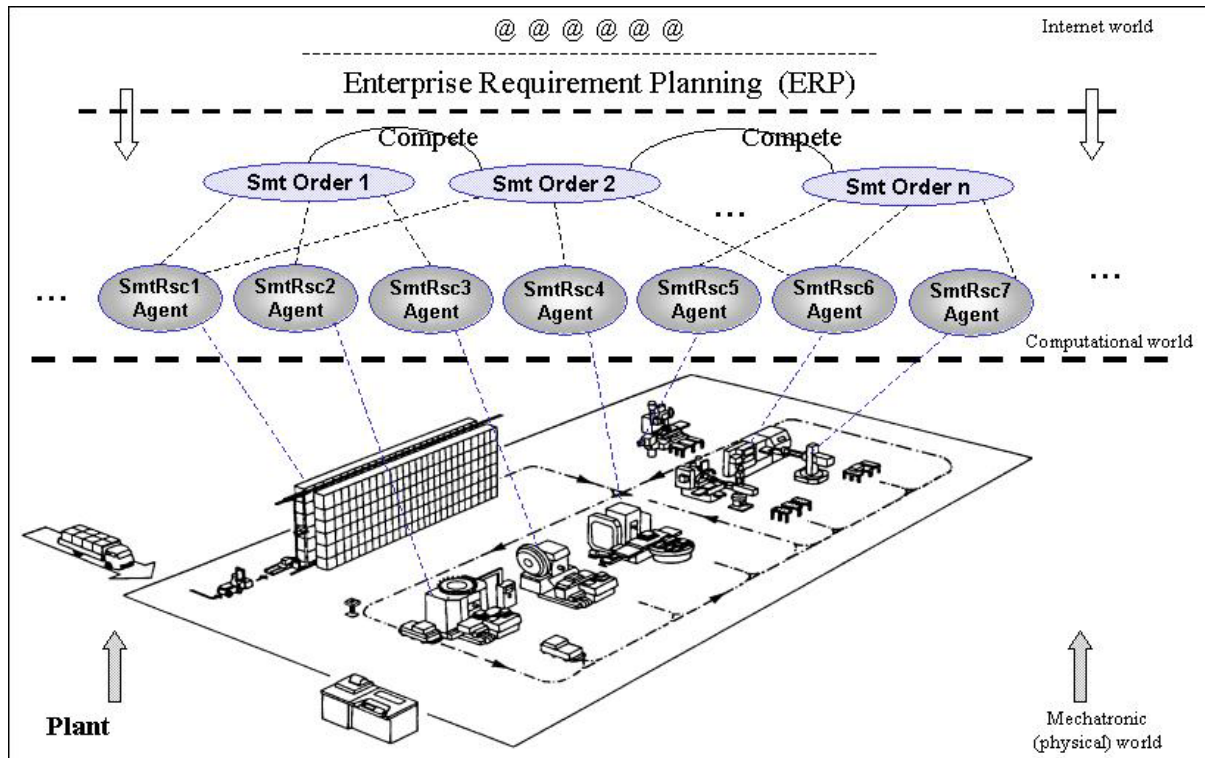 @ @ @ @ @ @
Internet world
Enterprise Requirement Planning (ERP)
Compete
Compete
Smt Order 1
Smt Order 2
Smt Order n
...
SmtRsc1
Agent
SmtRsc2
Agent
SmtRsc3
Agent
SmtRsc4
Agent
SmtRsc5
Agent
SmtRsc6
Agent
SmtRsc7
Agent
...
...
Computational world
Plant
Mechatronic
(physical) world